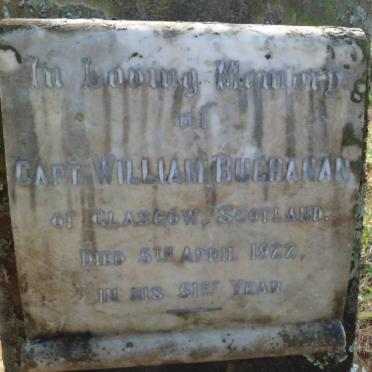 In Loving Memory
of
CAPT. WILLIAM BUCHANAN
OF GLASGOW, SCOTLAND.
DIED 5TH APRIL 1922,
IN HIS 51ST YEAR